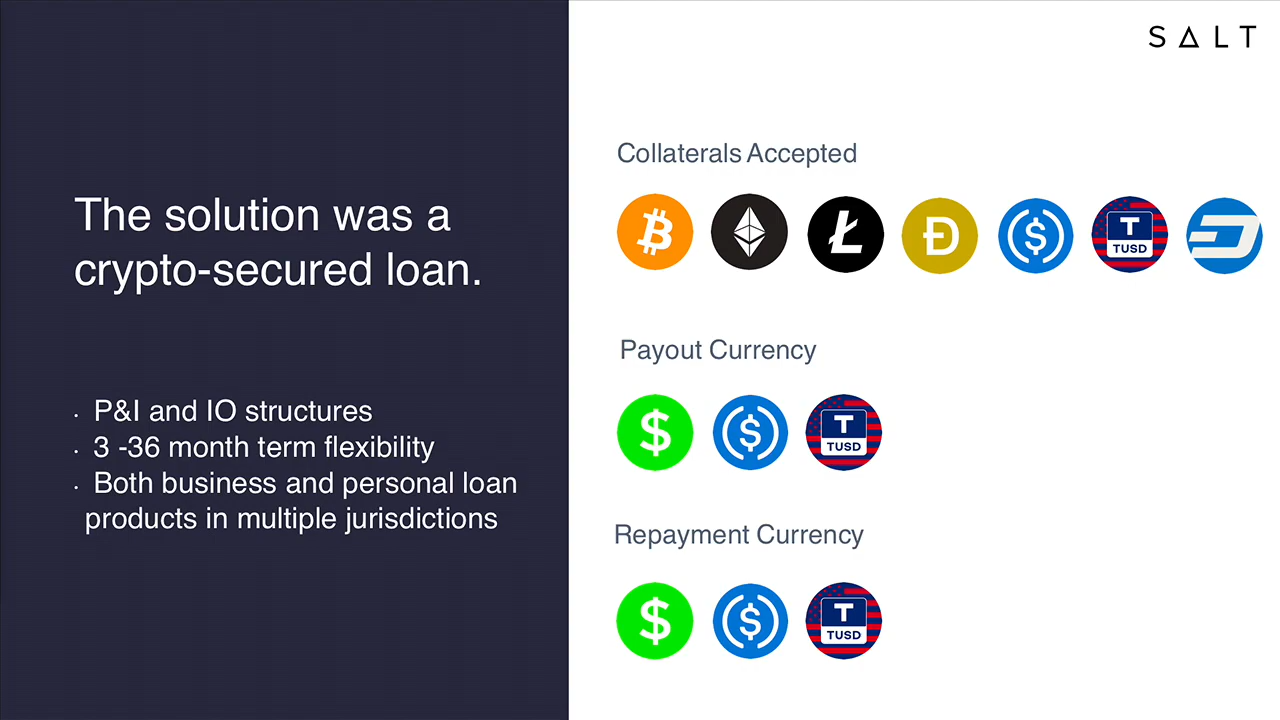 SALT
The solution was a
crypto-secured loan.
· P&I and IO structures
· 3 -36 month term flexibility
· Both business and personal loan
products in multiple jurisdictions
Collaterals Accepted
T
TUSD
Payout Currency
$
$
T
TUSD
Repayment Currency
$
$
T
TUSD